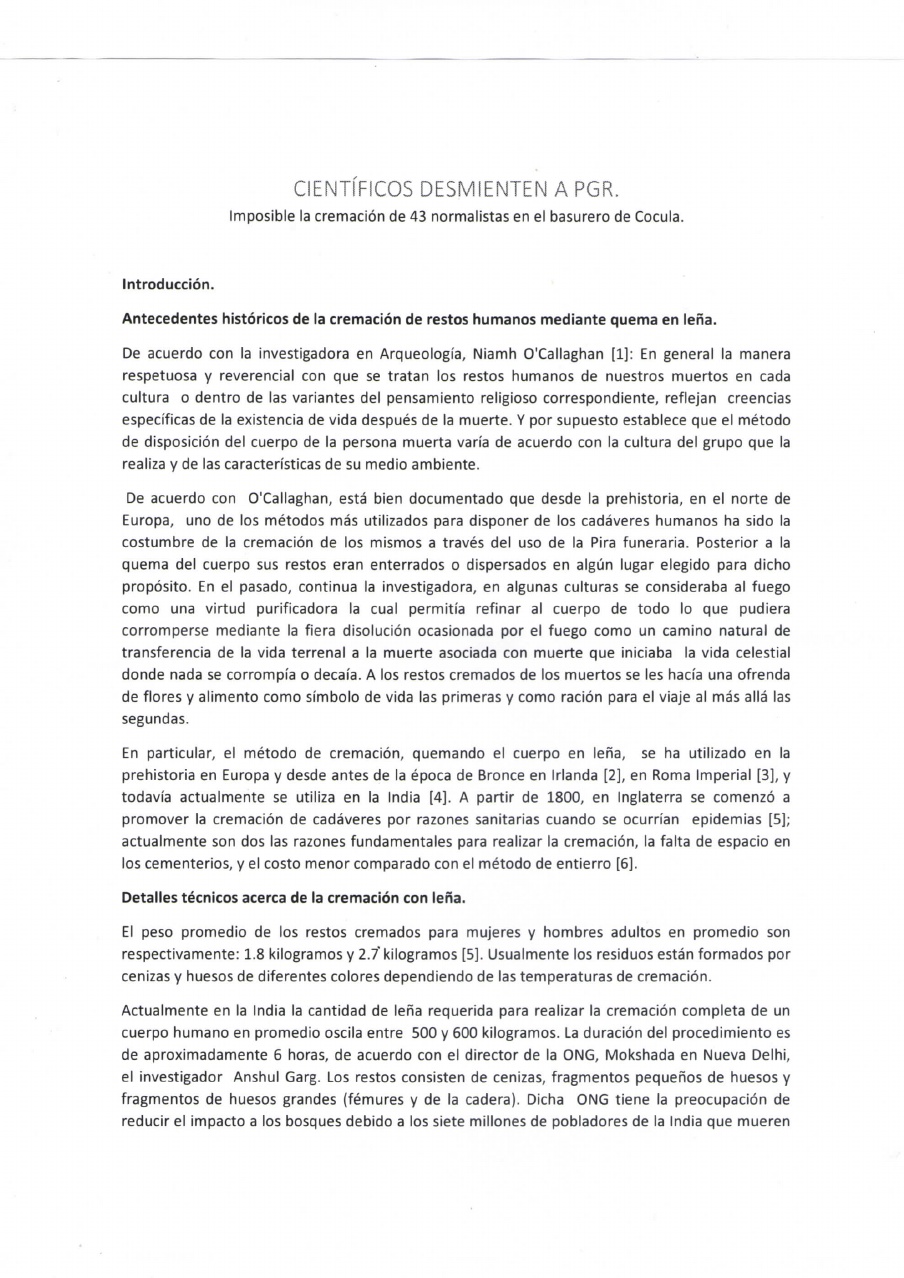 CIENTÍFICOS DESMIENTEN A PGR.
Imposible la cremación de 43 normalistas en el basurero de Cocula.
Introducción.
Antecedentes históricos de la cremación de restos humanos mediante quema en leña.
De acuerdo con la investigadora en Arqueología, Niamh O'Callaghan [1]: En general la manera
respetuosa y reverencial con que se tratan los restos humanos de nuestros muertos en cada
cultura o dentro de las variantes del pensamiento religioso correspondiente, reflejan creencias
específicas de la existencia de vida después de la muerte. Y por supuesto establece que el método
de disposición del cuerpo de la persona muerta varía de acuerdo con la cultura del grupo que la
realiza y de las características de su medio ambiente.
De acuerdo con O'Callaghan, está bien documentado que desde la prehistoria, en el norte de
Europa, uno de los métodos más utilizados para disponer de los cadáveres humanos ha sido la
costumbre de la cremación de los mismos a través del uso de la Pira funeraria. Posterior a la
quema del cuerpo sus restos eran enterrados o dispersados en algún lugar elegido para dicho
propósito. En el pasado, continua la investigadora, en algunas culturas se consideraba al fuego
como una virtud purificadora la cual permitía refinar al cuerpo de todo lo que pudiera
corromperse mediante la fiera disolución ocasionada por el fuego como un camino natural de
transferencia de la vida terrenal a la muerte asociada con muerte que iniciaba la vida celestial
donde nada se corrompía o decaía. A los restos cremados de los muertos se les hacía una ofrenda
de flores y alimento como símbolo de vida las primeras y como ración para el viaje al más allá las
segundas.
En particular, el método de cremación, quemando el cuerpo en leña, se ha utilizado en la
prehistoria en Europa y desde antes de la época de Bronce en Irlanda [2], en Roma Imperial [3], y
todavía actualmente se utiliza en la India [4]. A partir de 1800, en Inglaterra se comenzó a
promover la cremación de cadáveres por razones sanitarias cuando se ocurrían epidemias [5];
actualmente son dos las razones fundamentales para realizar la cremación, la falta de espacio en
los cementerios, y el costo menor comparado con el método de entierro [6].
Detalles técnicos acerca de la cremación con leña.
El peso promedio de los restos cremados para mujeres y hombres adultos en promedio son
respectivamente: 1.8 kilogramos y 2.7 kilogramos [5]. Usualmente los residuos están formados por
cenizas y huesos de diferentes colores dependiendo de las temperaturas de cremación.
Actualmente en la India la cantidad de leña requerida para realizar la cremación completa de un
cuerpo humano en promedio oscila entre 500 y 600 kilogramos. La duración del procedimiento es
de aproximadamente 6 horas, de acuerdo con el director de la ONG, Mokshada en Nueva Delhi,
el investigador Anshul Garg. Los restos consisten de cenizas, fragmentos pequeños de huesos y
fragmentos de huesos grandes (fémures y de la cadera). Dicha ONG tiene la preocupación de
reducir el impacto a los bosques debido a los siete millones de pobladores de la India que mueren